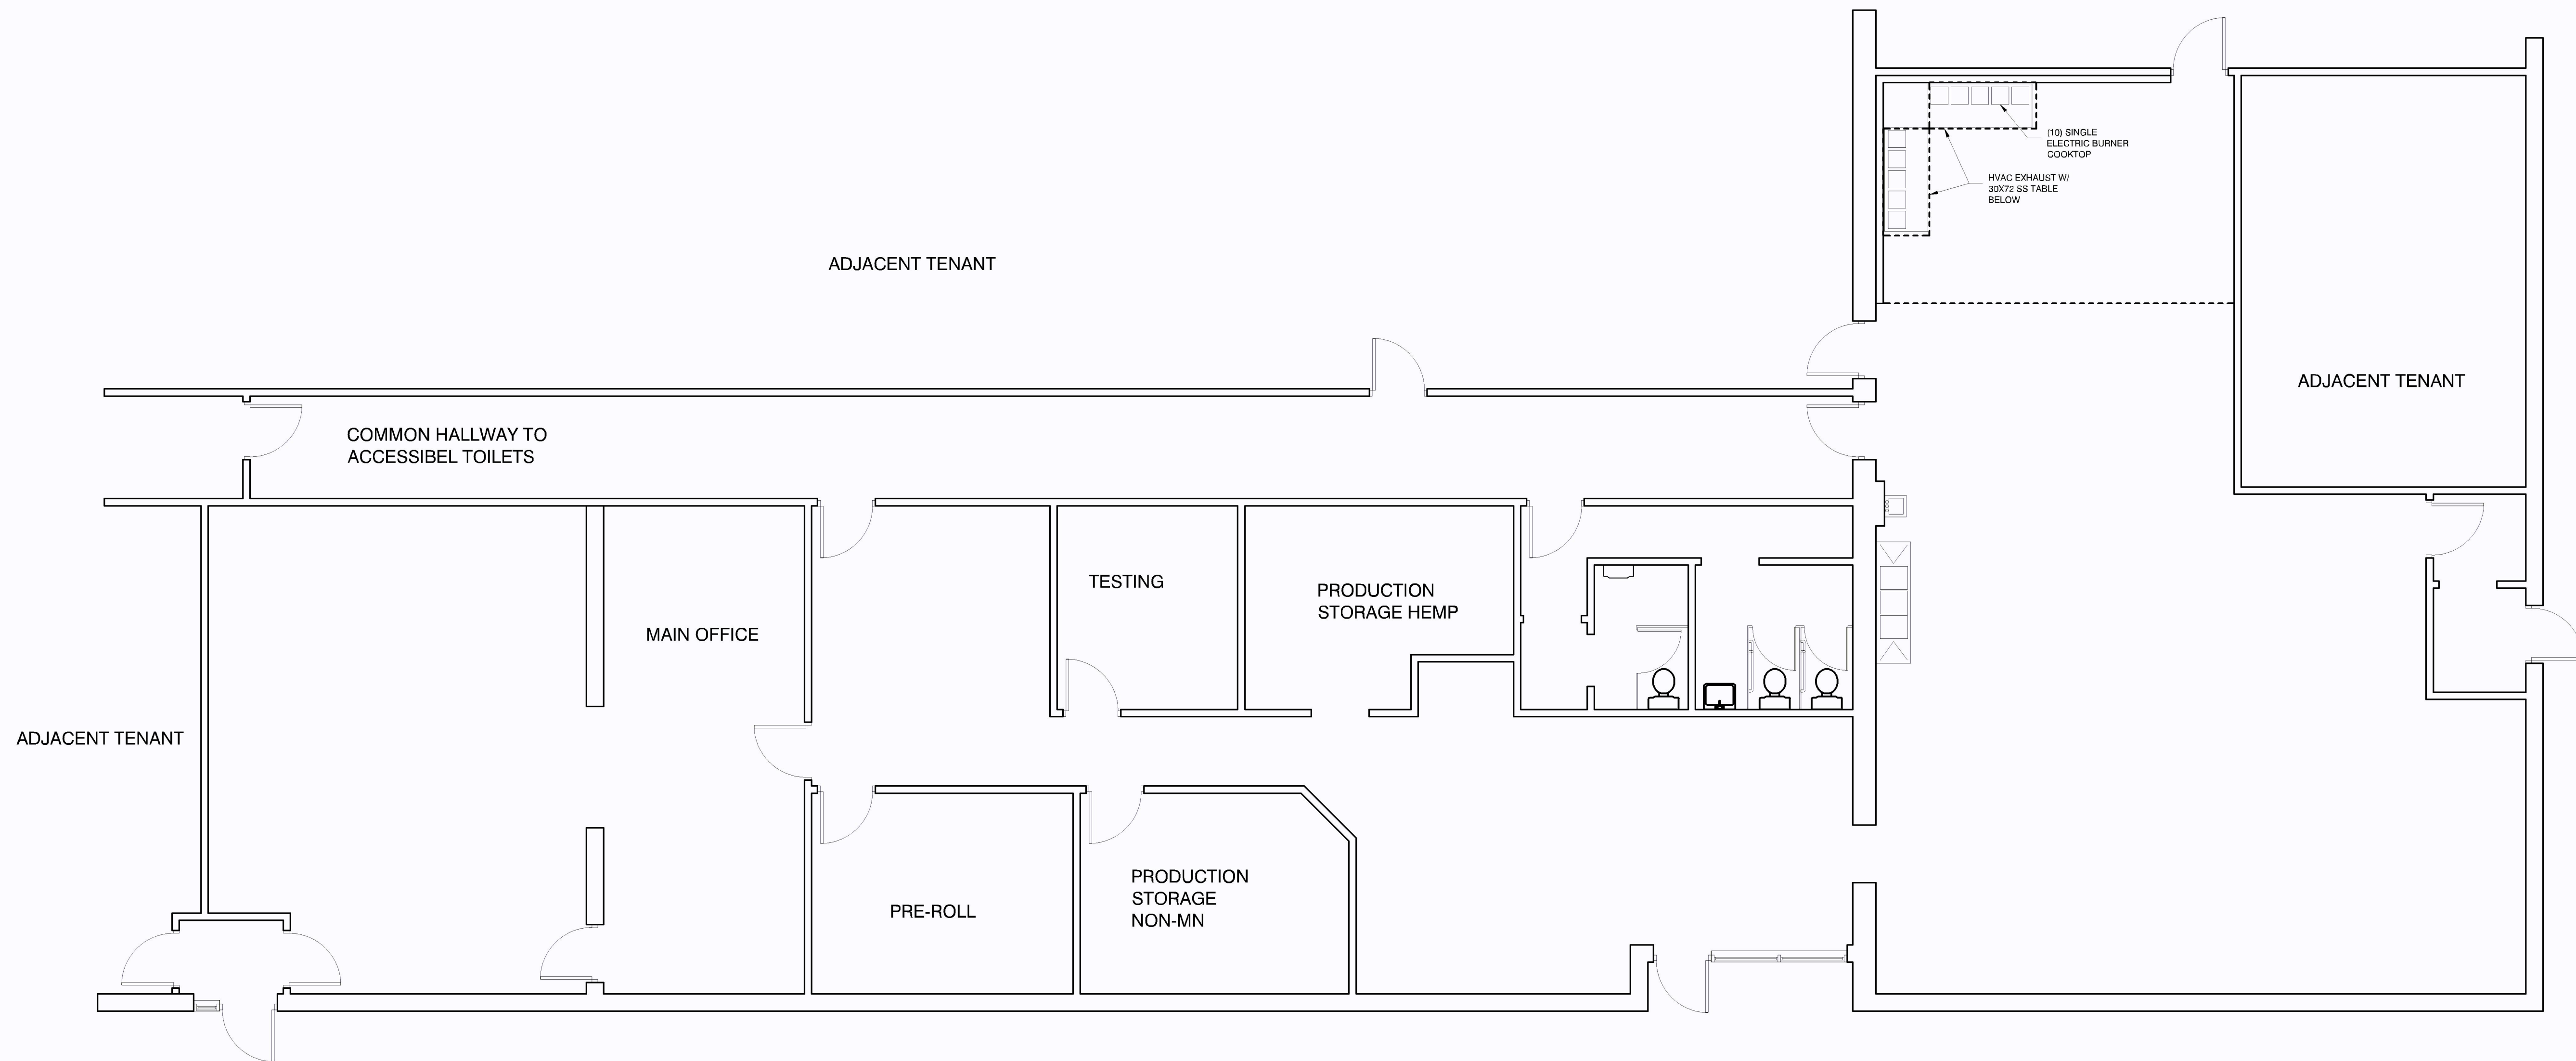 (10) SINGLE
ELECTRIC BURNER
COOKTOP
HVAC EXHAUST W/
30X72 SS TABLE
BELOW
ADJACENT TENANT
ADJACENT TENANT
COMMON HALLWAY TO
ACCESSIBEL TOILETS
TESTING
PRODUCTION
STORAGE HEMP
MAIN OFFICE
ADJACENT TENANT
PRE-ROLL
PRODUCTION
STORAGE
NON-MN